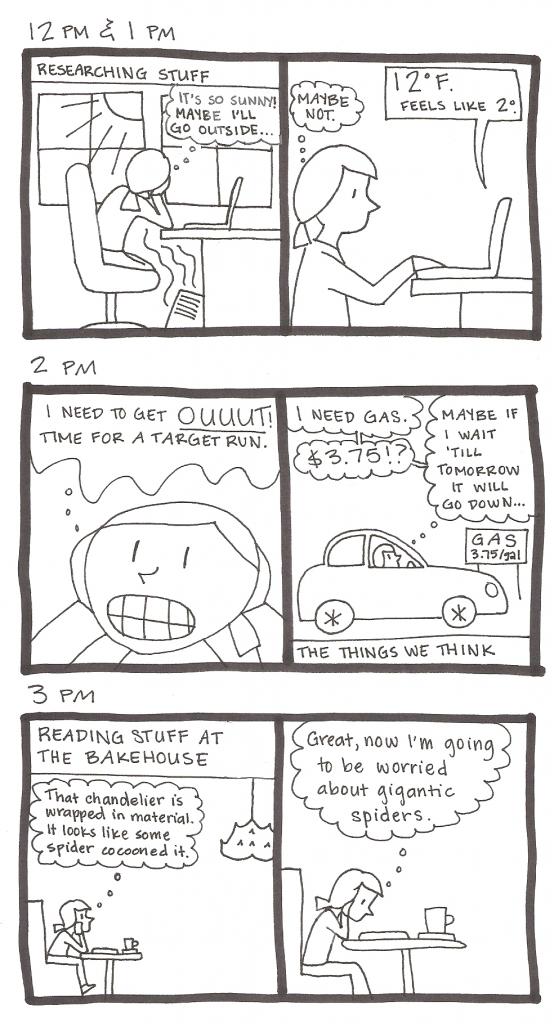 12 PM & 1 PM
RESEARCHING STUFF
IT'S SO SUNNY!
MAYBE I'LL
GO OUTSIDE...
MAYBE
NOT.
12°F.
FEELS LIKE 2°.
2 PM
I NEED TO GET OUUUT!
TIME FOR A TARGET RUN.
I NEED GAS.
$3.75!?
MAYBE IF
I WAIT
'TILL
TOMORROW
IT WILL
GO DOWN...
GAS
3.75/gal
THE THINGS WE THINK
3 PM
READING STUFF AT
THE BAKEHOUSE
That chandelier is
wrapped in material.
It looks like some
spider cocooned it.
Great, now I'm going
to be worried
about gigantic
spiders.